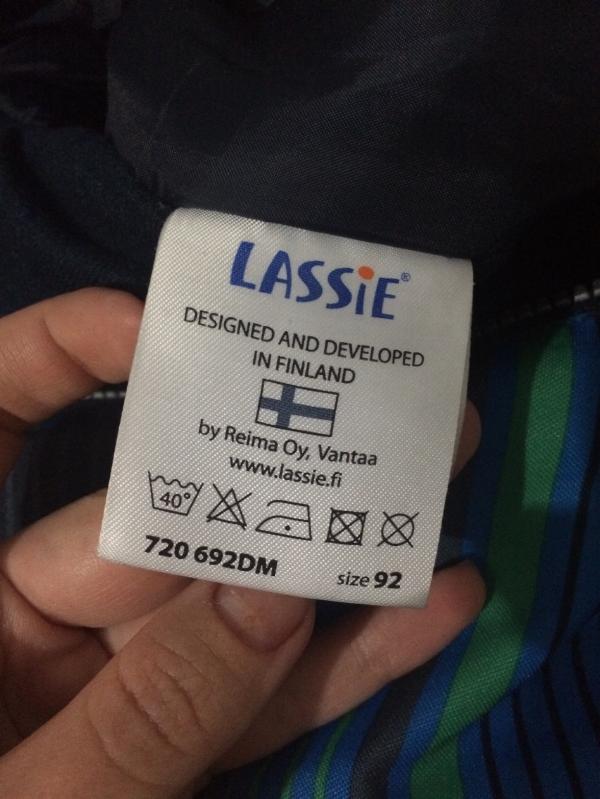 LASSiE®
DESIGNED AND DEVELOPED
IN FINLAND
by Reima Oy, Vantaa
www.lassie.fi
40°
720 692DM
size 92